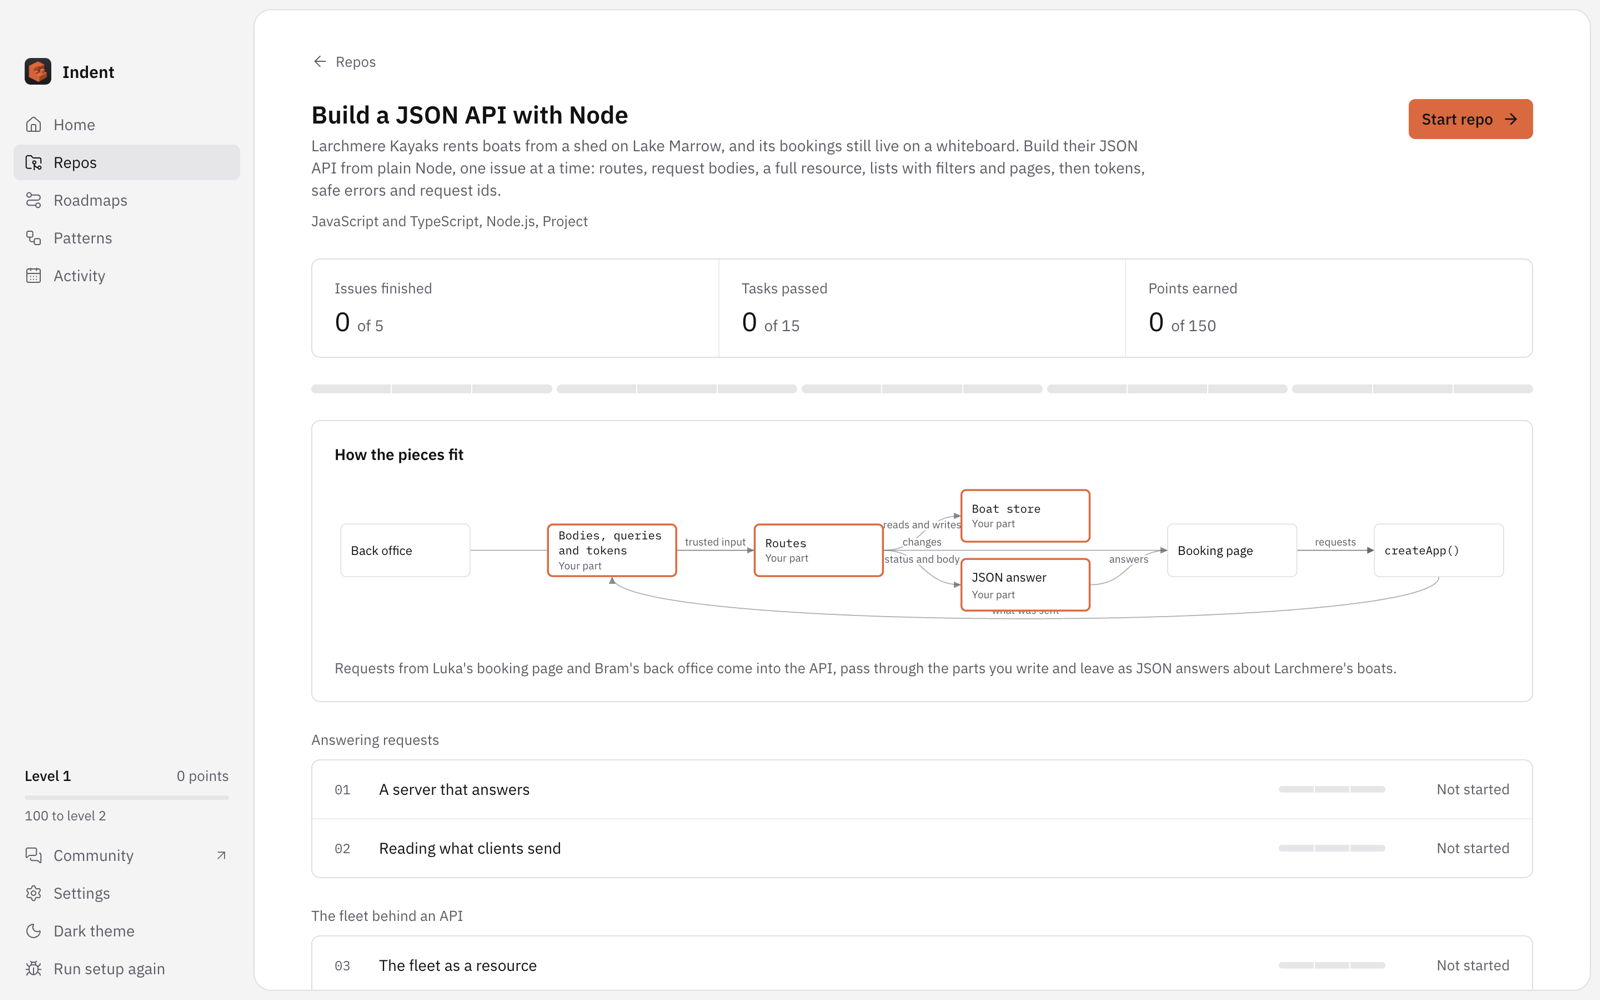 Indent
Home
Repos
Roadmaps
Patterns
Activity
Level 1
0 points
100 to level 2
Community
Settings
Dark theme
Run setup again
Repos
Build a JSON API with Node
Start repo
Larchmere Kayaks rents boats from a shed on Lake Marrow, and its bookings still live on a whiteboard. Build their JSON
API from plain Node, one issue at a time: routes, request bodies, a full resource, lists with filters and pages, then tokens,
safe errors and request ids.
JavaScript and TypeScript, Node.js, Project
Issues finished
0 of 5
Tasks passed
0 of 15
Points earned
0 of 150
How the pieces fit
Back office
Bodies, queries
and tokens
Your part
trusted input
Routes
Your part
reads and writes
changes
status and body
Boat store
Your part
JSON answer
Your part
what was sent
answers
Booking page
requests
createApp()
Requests from Luka's booking page and Bram's back office come into the API, pass through the parts you write and leave as JSON answers about Larchmere's boats.
Answering requests
01 A server that answers Not started
02 Reading what clients send Not started
The fleet behind an API
03 The fleet as a resource Not started